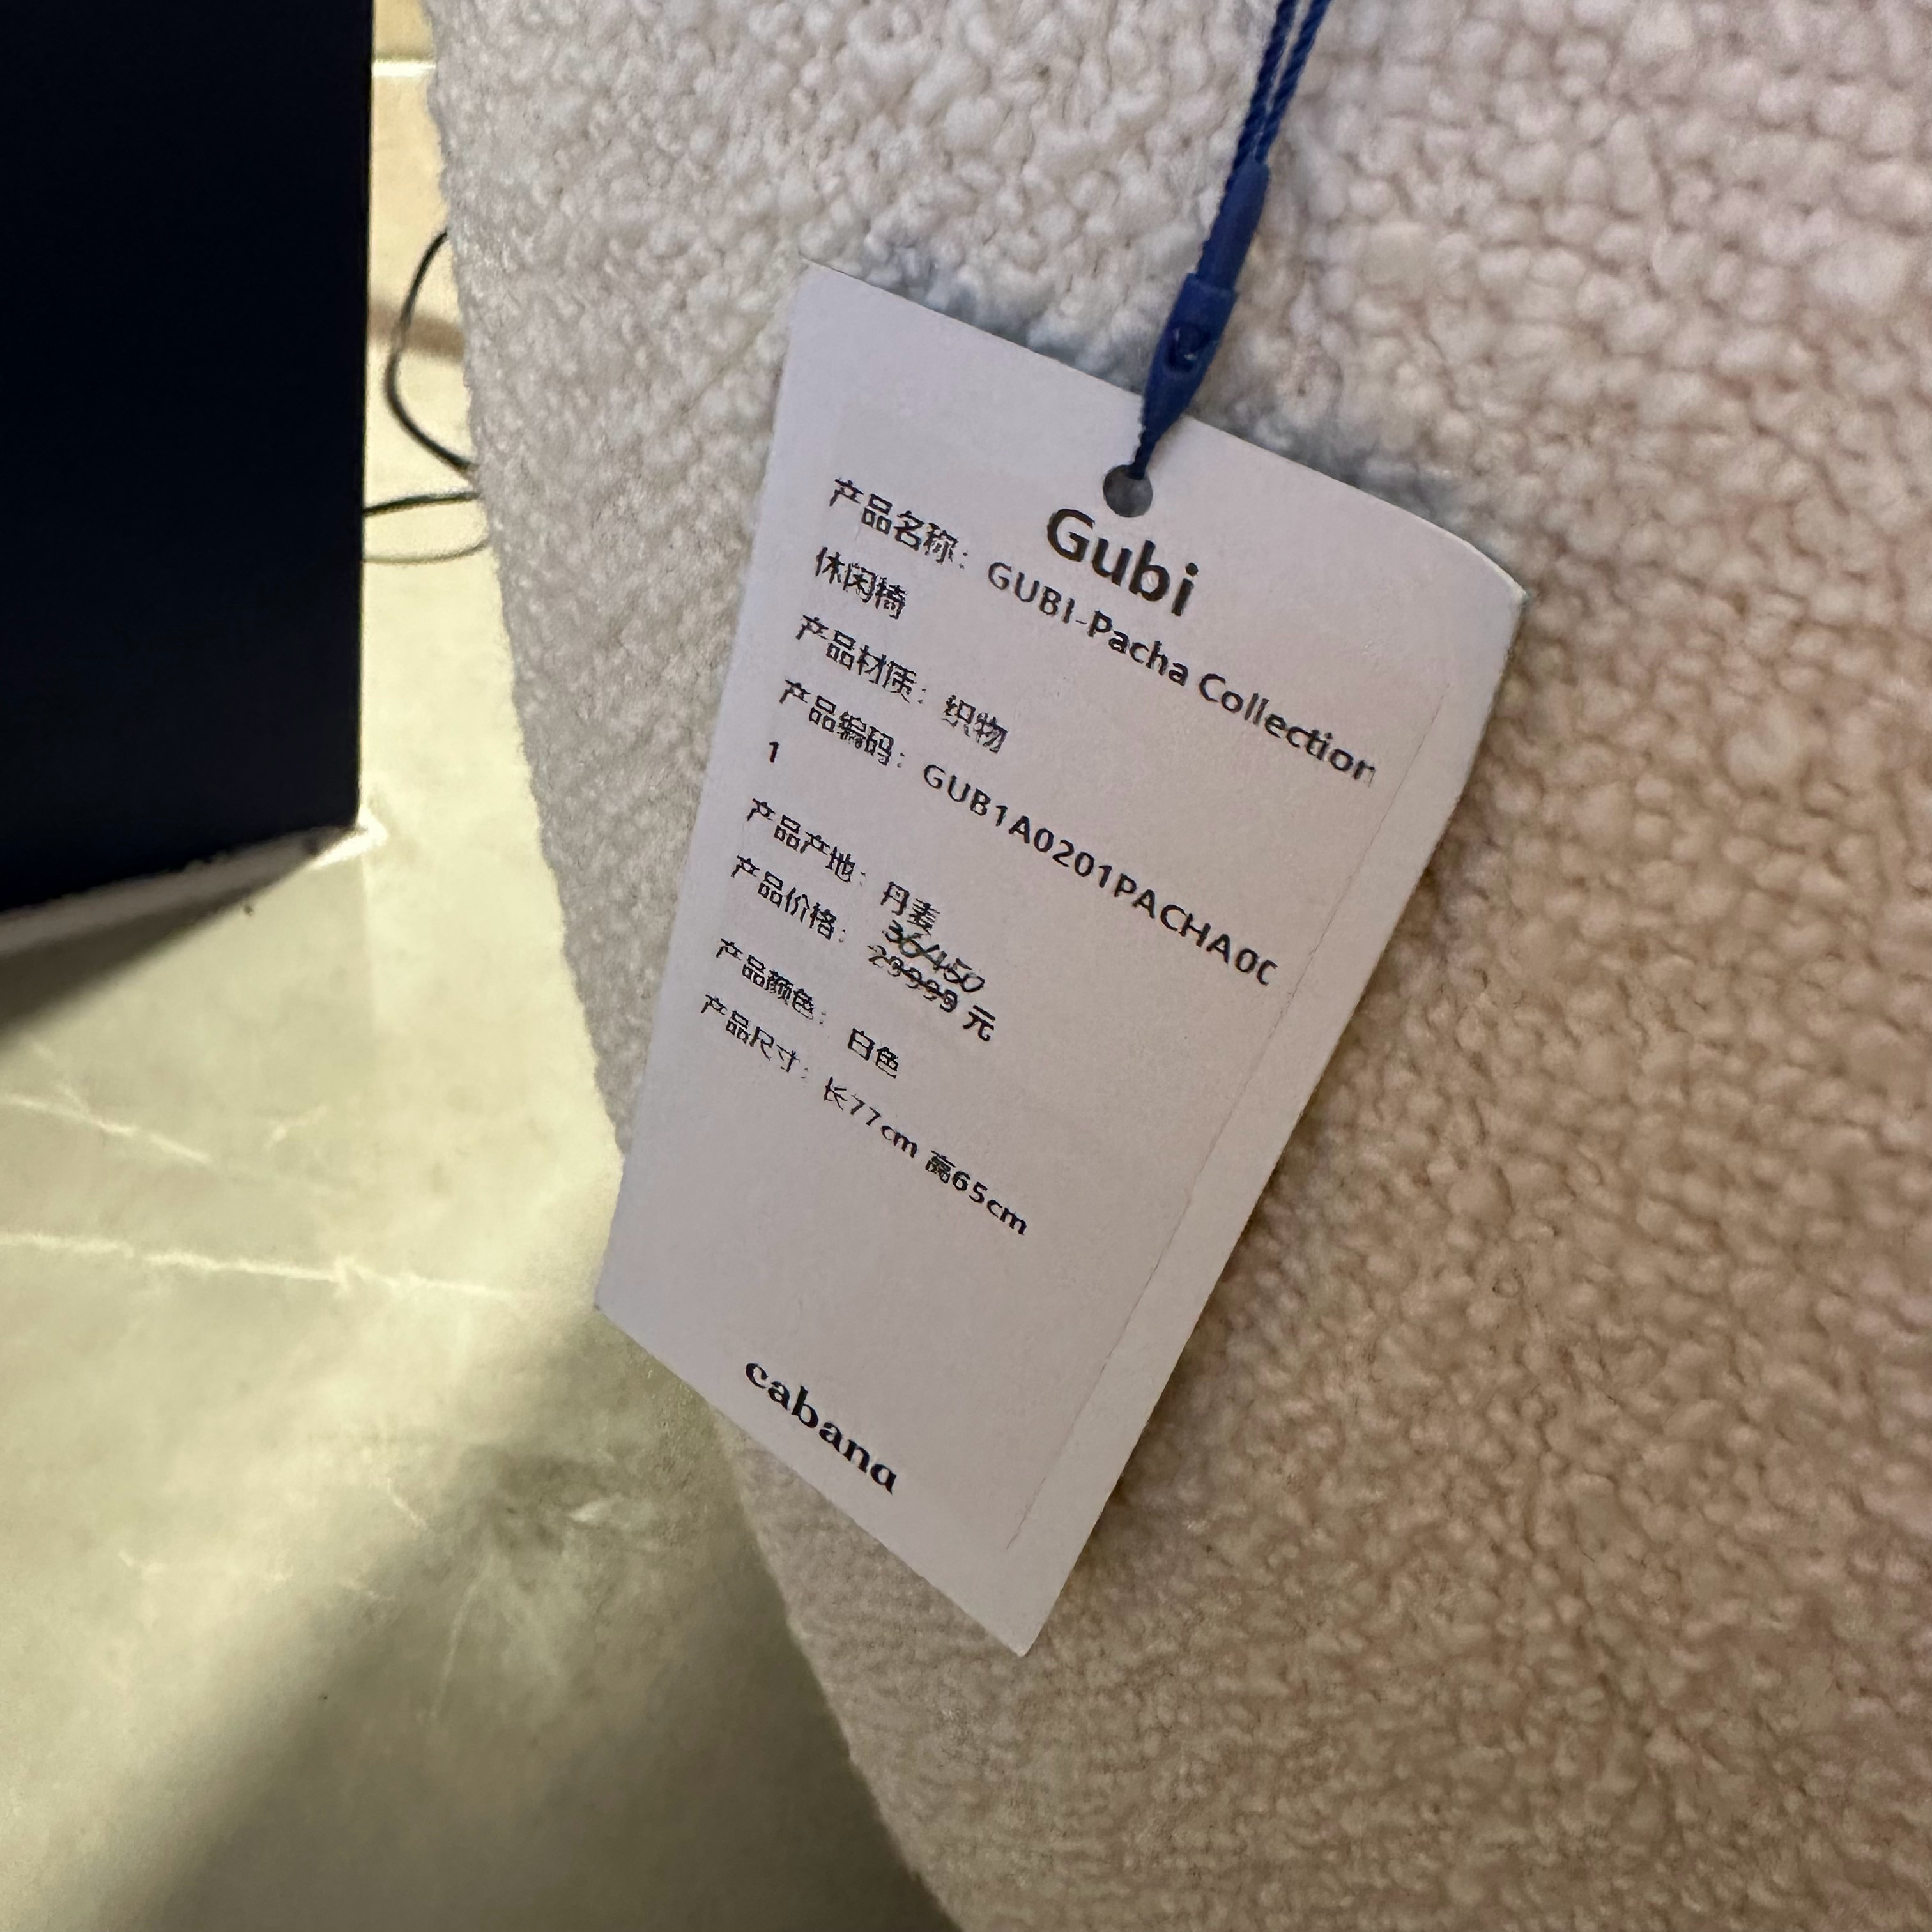 Gubi
产品名称：GUBI-Pacha Collection
休闲椅
产品材质：织物
产品编码：GUB1A0201PACHA0C
1
产品产地：丹麦
36450
产品价格：29999 元
产品颜色：白色
产品尺寸：长77cm 高65cm
cabana